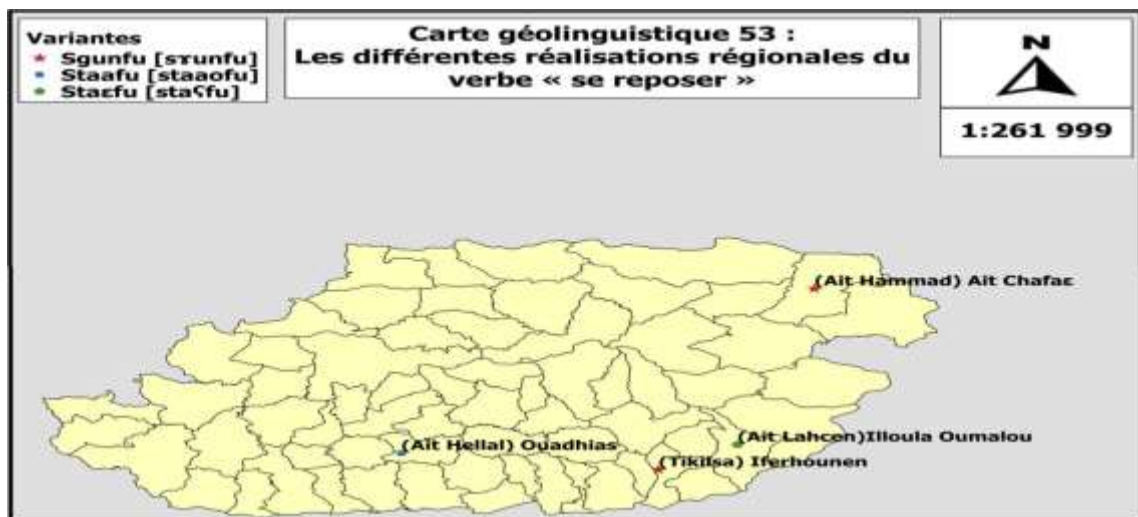 Variantes
Sgunfu [sɤunfu]
Staafu [staaofu]
Staɛfu [staʕfu]
Carte géolinguistique 53 :
Les différentes réalisations régionales du
verbe « se reposer »
N
1:261 999
(Ait Hammad) Ait Chafaɛ
(Ait Hellal) Ouadhias
(Ait Lahcen)Illoula Oumalou
(Tikilsa) Iferhounen